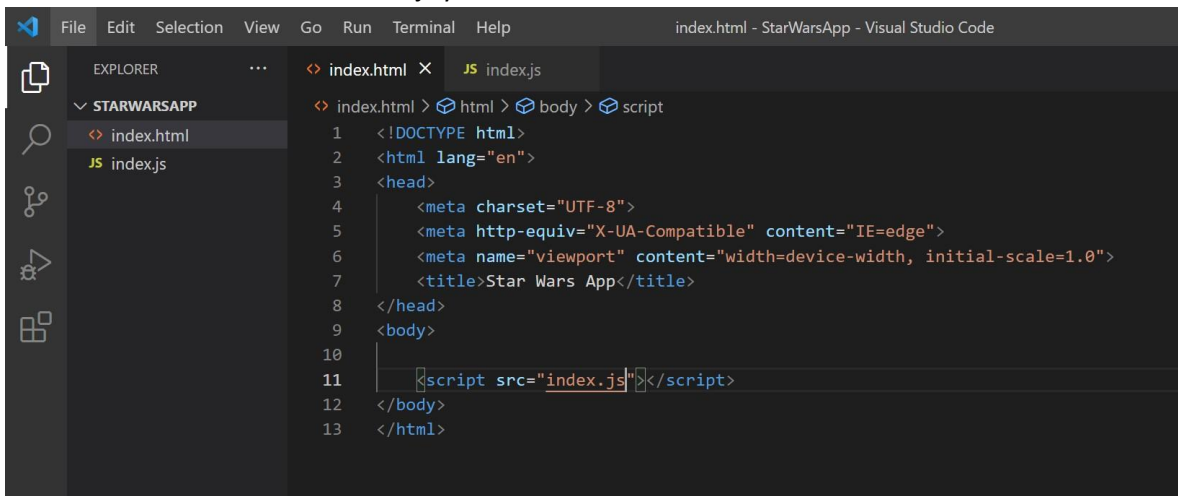 File Edit Selection View Go Run Terminal Help index.html - StarWarsApp - Visual Studio Code
EXPLORER ...
STARWARSAPP
<> index.html
JS index.js
<> index.html × JS index.js
<> index.html > html > body > script
1 <!DOCTYPE html>
2 <html lang="en">
3 <head>
4     <meta charset="UTF-8">
5     <meta http-equiv="X-UA-Compatible" content="IE=edge">
6     <meta name="viewport" content="width=device-width, initial-scale=1.0">
7     <title>Star Wars App</title>
8 </head>
9 <body>
10
11     <script src="index.js"></script>
12 </body>
13 </html>